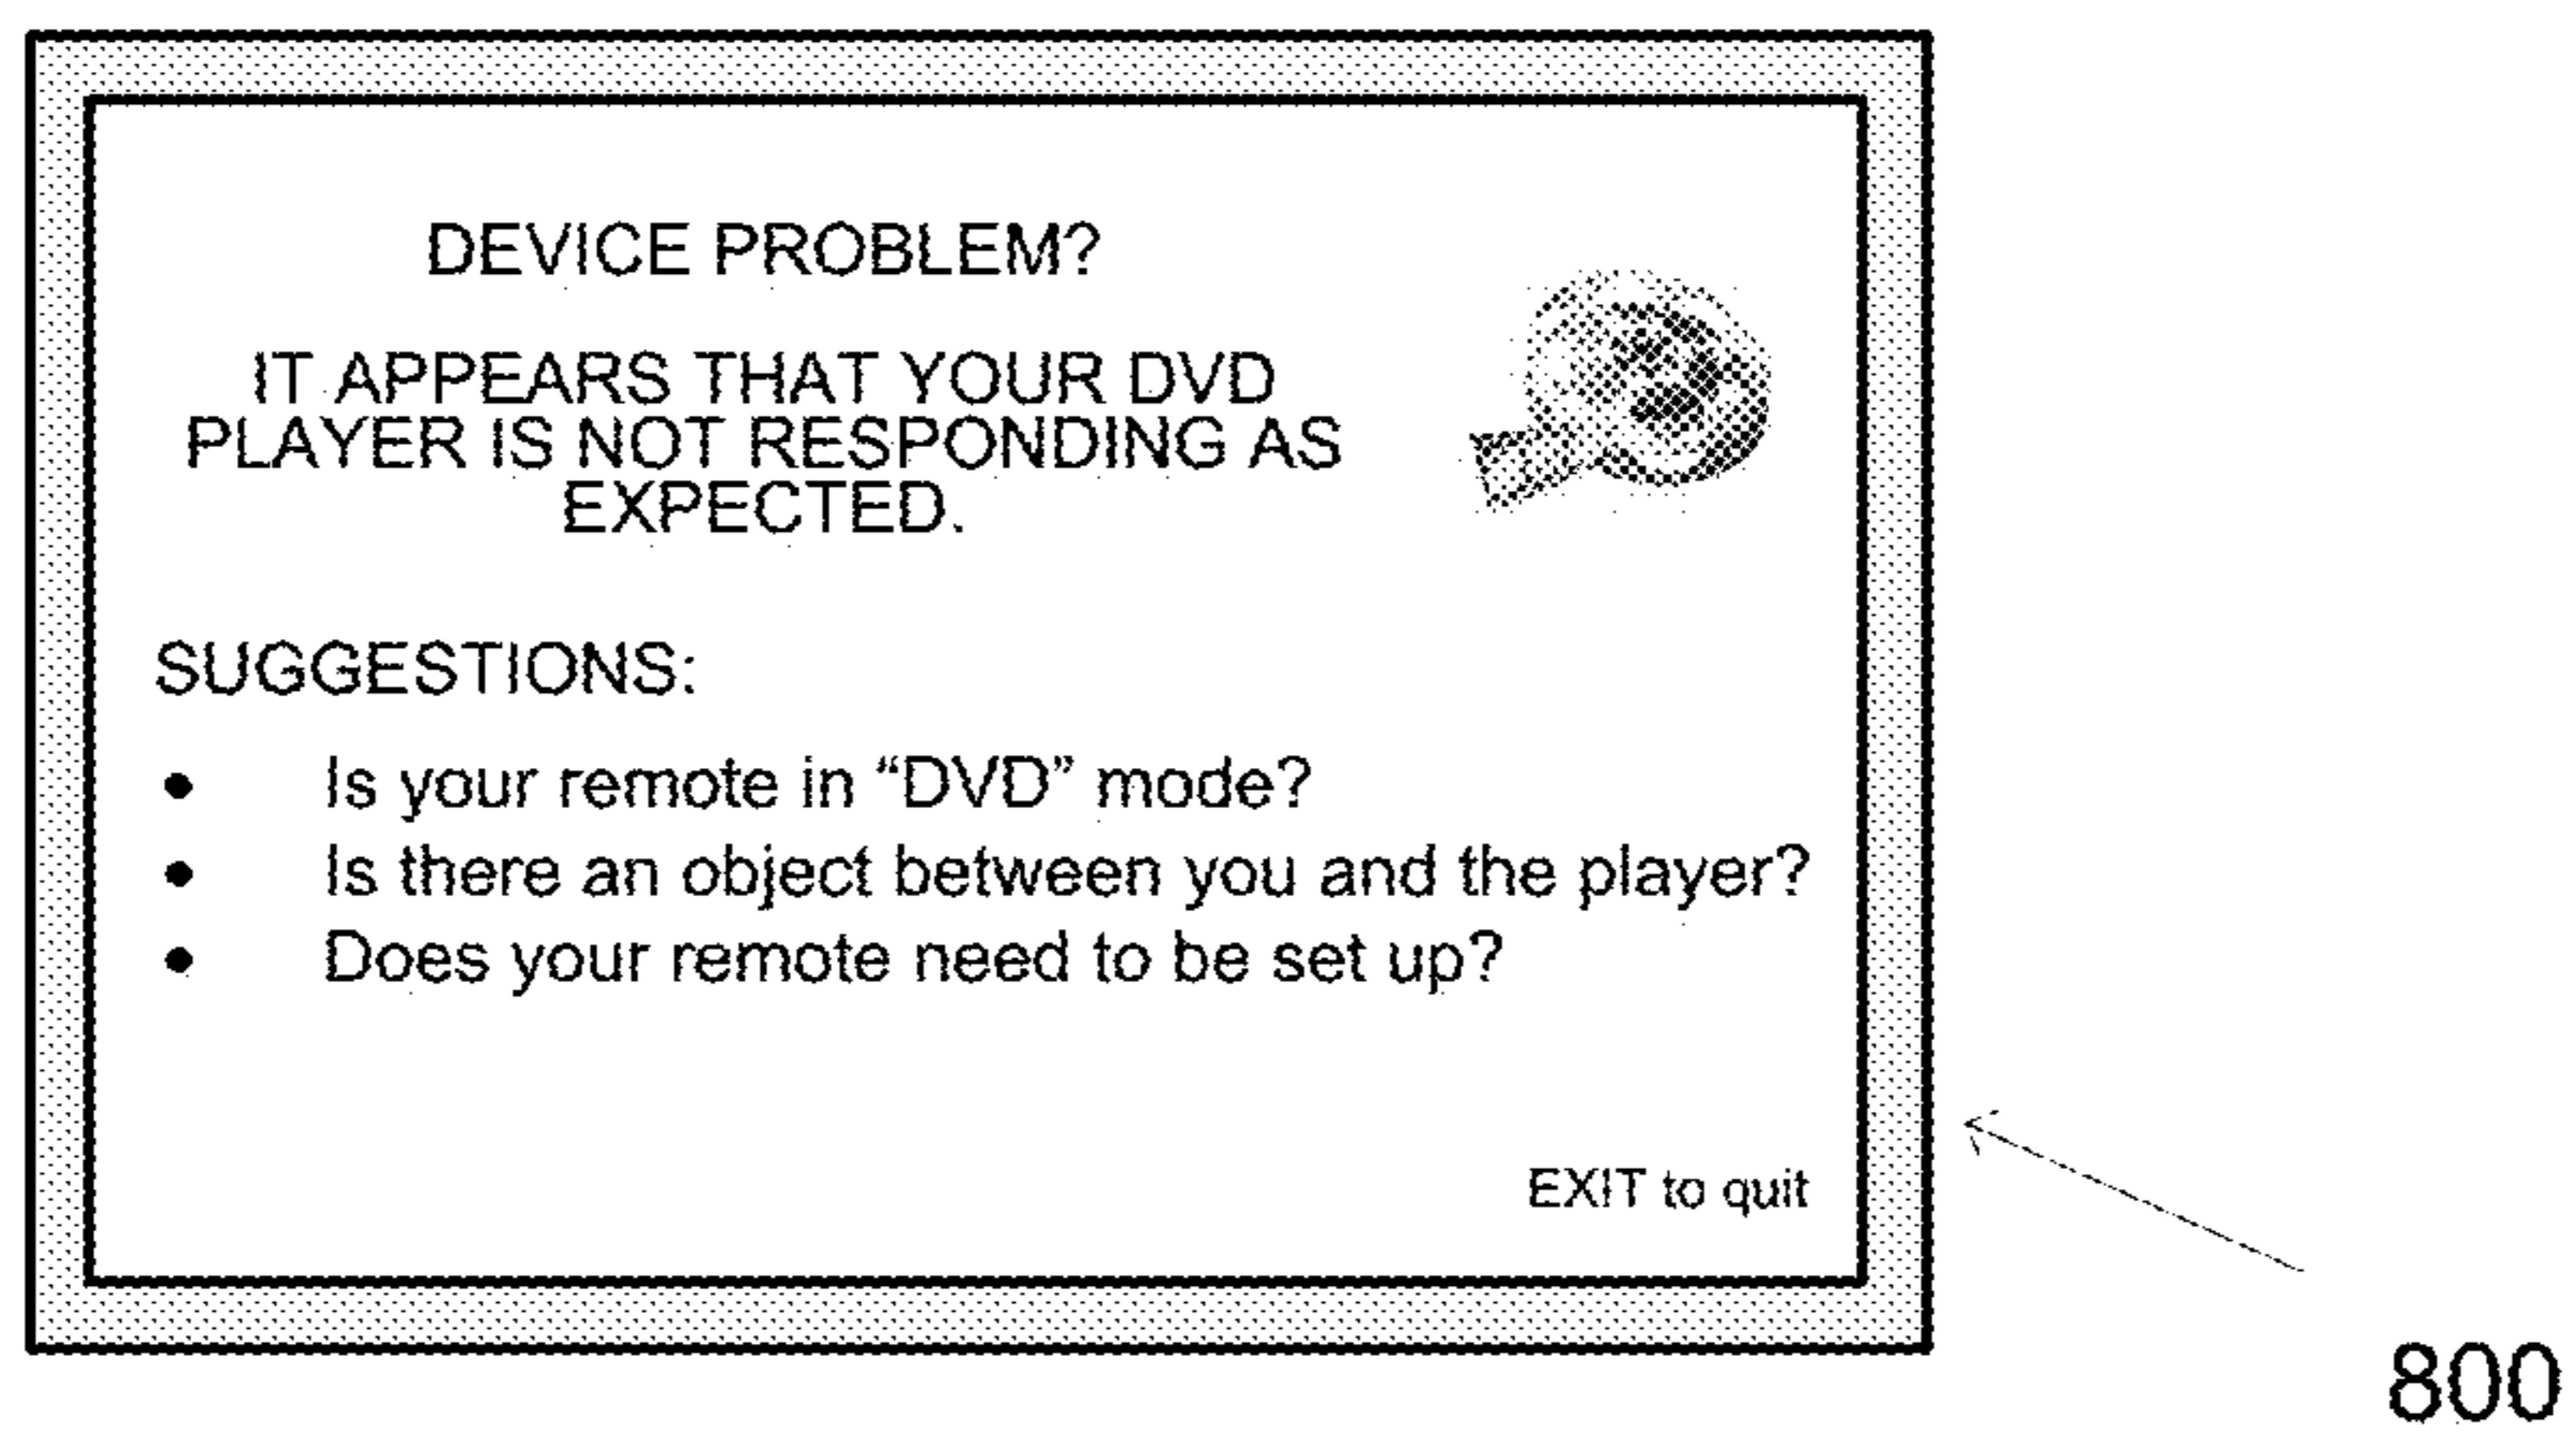 DEVICE PROBLEM?
IT APPEARS THAT YOUR DVD
PLAYER IS NOT RESPONDING AS
EXPECTED.
SUGGESTIONS:
• Is your remote in “DVD” mode?
• Is there an object between you and the player?
• Does your remote need to be set up?
EXIT to quit
800